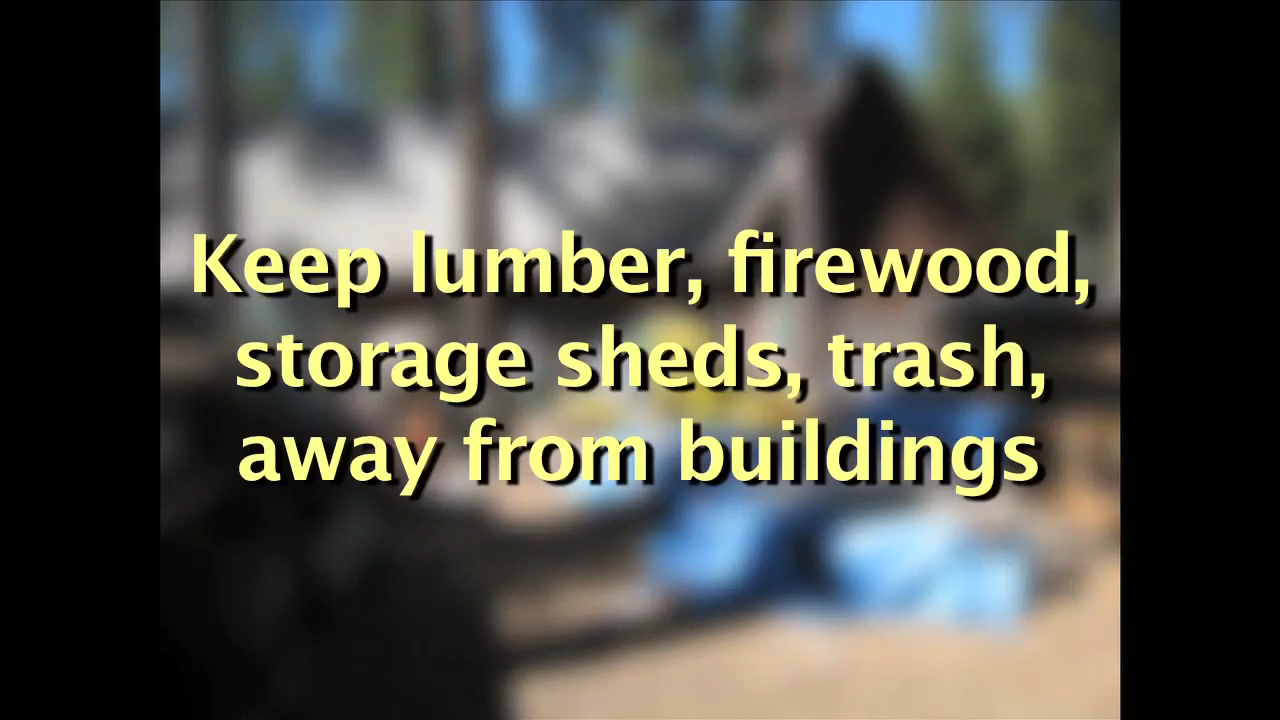 Keep lumber, firewood,
storage sheds, trash,
away from buildings